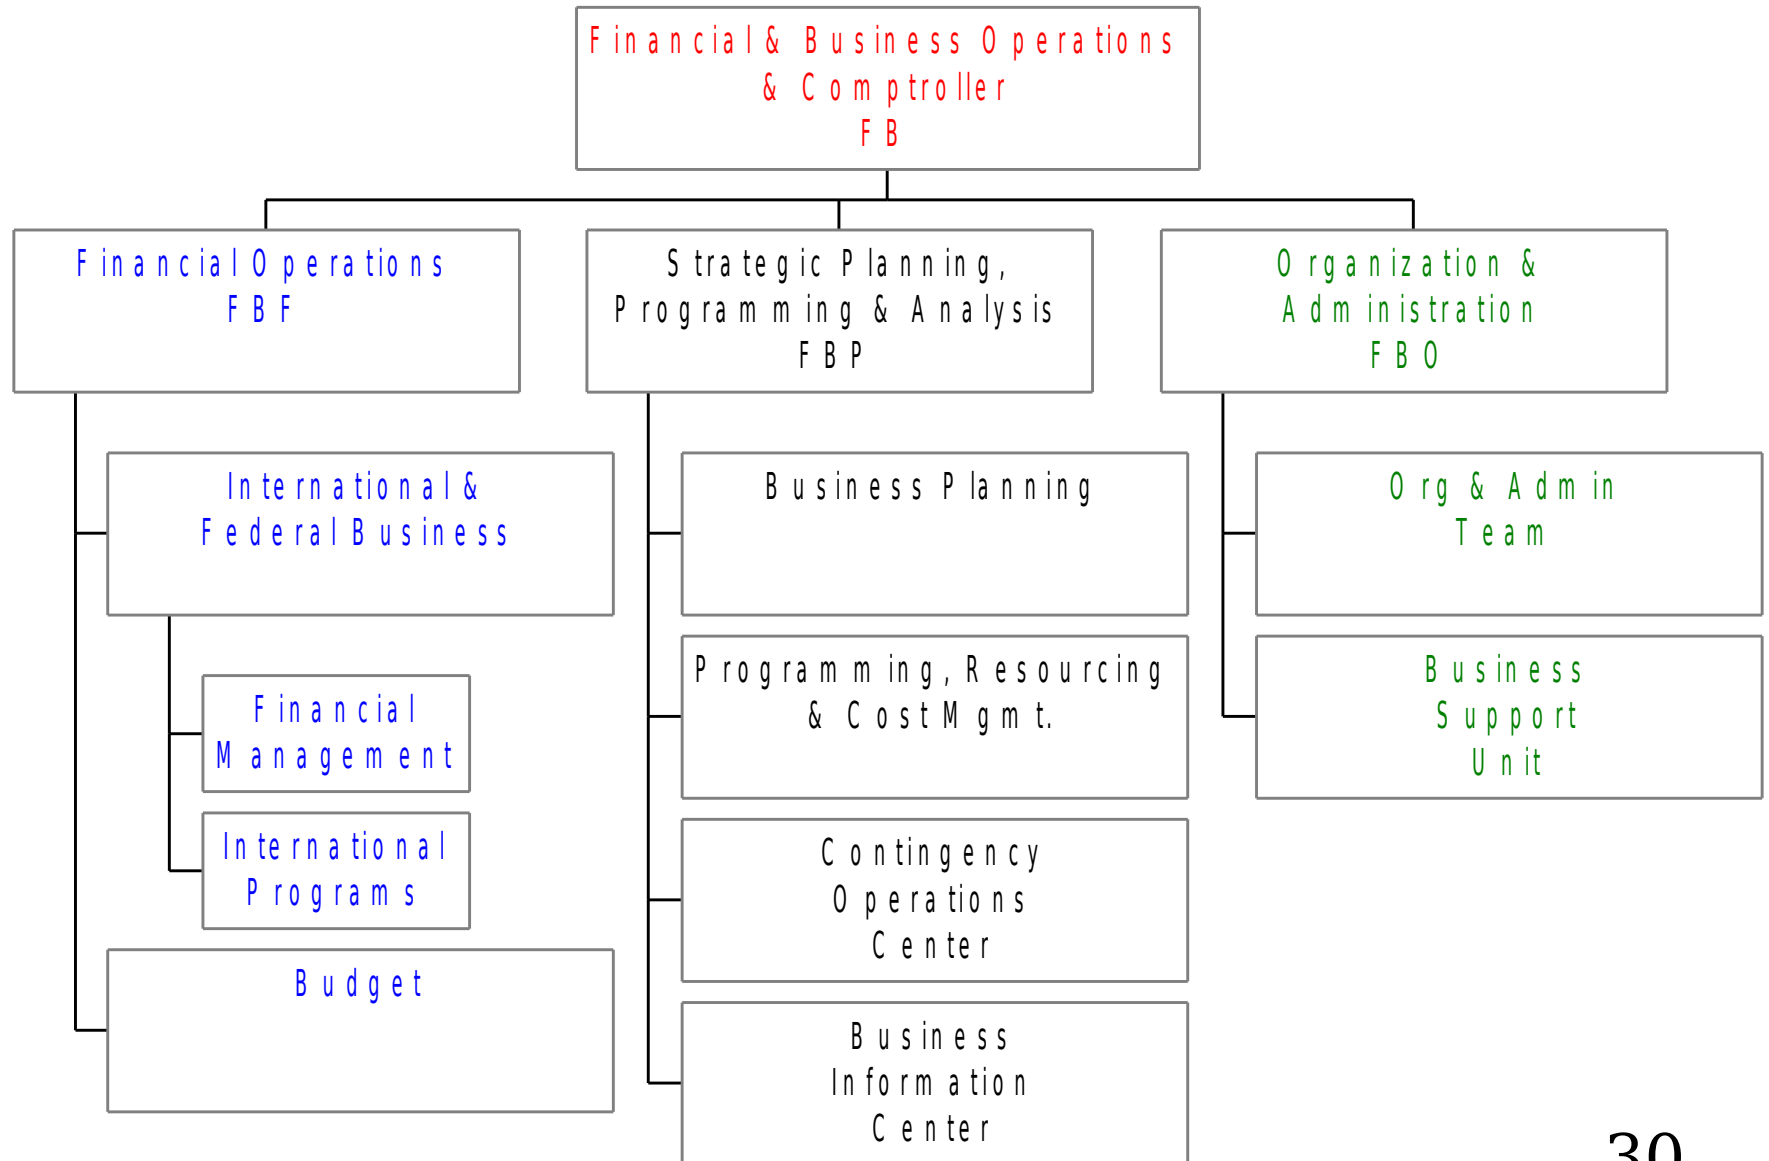 Financial & Business Operations
& Comptroller
FB
Financial Operations
FBF
Strategic Planning,
Programming & Analysis
FBP
Organization &
Administration
FBO
International &
Federal Business
Business Planning
Org & Admin
Team
Financial
Management
International
Programs
Budget
Programming, Resourcing
& Cost Mgmt.
Contingency
Operations
Center
Business
Information
Center
Business
Support
Unit
30